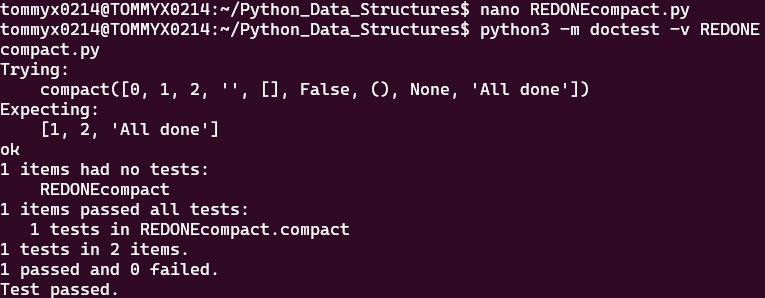 tommyx0214@TOMMYX0214:~/Python_Data_Structures$ nano REDONEcompact.py
tommyx0214@TOMMYX0214:~/Python_Data_Structures$ python3 -m doctest -v REDONE
compact.py
Trying:
    compact([0, 1, 2, '', [], False, (), None, 'All done'])
Expecting:
    [1, 2, 'All done']
ok
1 items had no tests:
    REDONEcompact
1 items passed all tests:
   1 tests in REDONEcompact.compact
1 tests in 2 items.
1 passed and 0 failed.
Test passed.